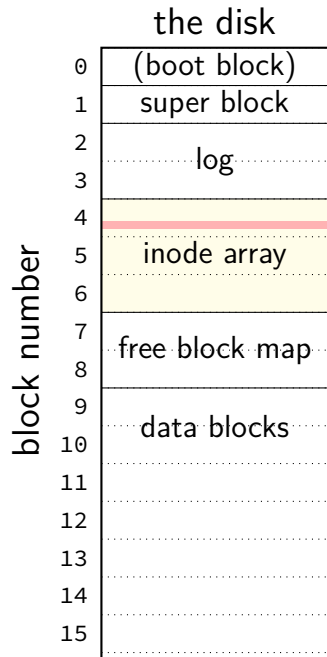 the disk
block number
0 (boot block)
1 super block
2
log
3
4
5 inode array
6
7
free block map
8
9
data blocks
10
11
12
13
14
15